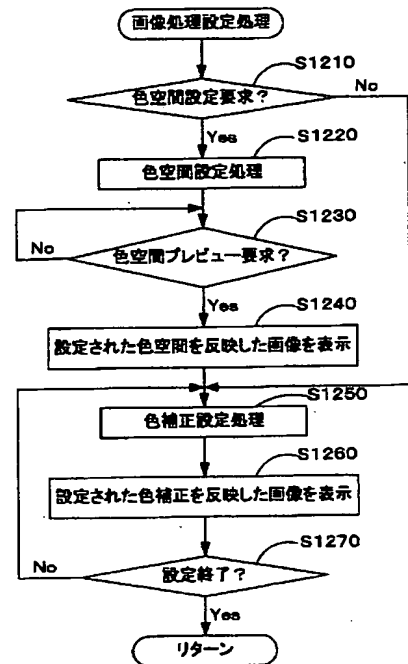 画像処理設定処理
S1210
色空間設定要求？
No
Yes
S1220
色空間設定処理
S1230
色空間プレビュー要求？
No
Yes
S1240
設定された色空間を反映した画像を表示
S1250
色補正設定処理
S1260
設定された色補正を反映した画像を表示
S1270
設定終了？
No
Yes
リターン